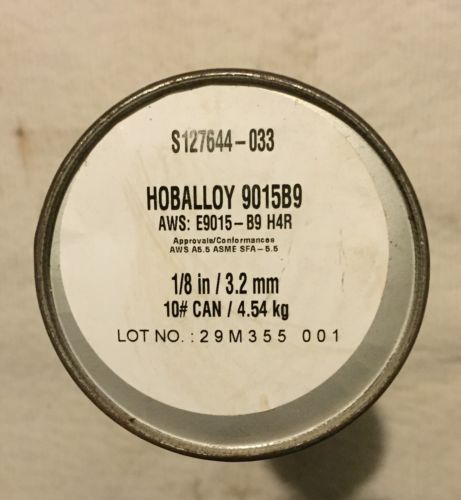 S127644-033
HOBALLOY 9015B9
AWS: E9015-B9 H4R
Approvals/Conformances
AWS A5.5 ASME SFA-5.5
1/8 in / 3.2 mm
10# CAN / 4.54 kg
LOT NO. : 29M355 001